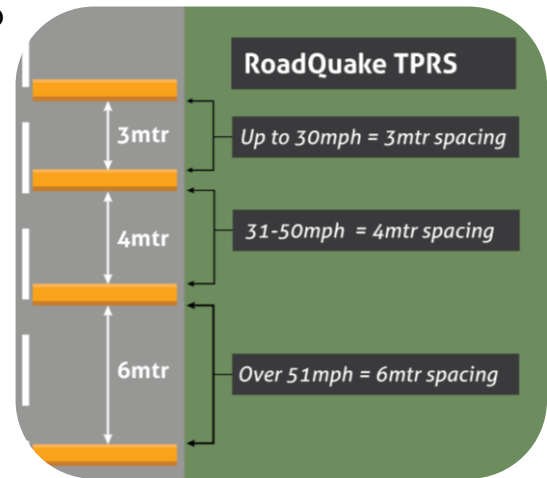 RoadQuake TPRS
3mtr
Up to 30mph = 3mtr spacing
4mtr
31-50mph = 4mtr spacing
6mtr
Over 51mph = 6mtr spacing